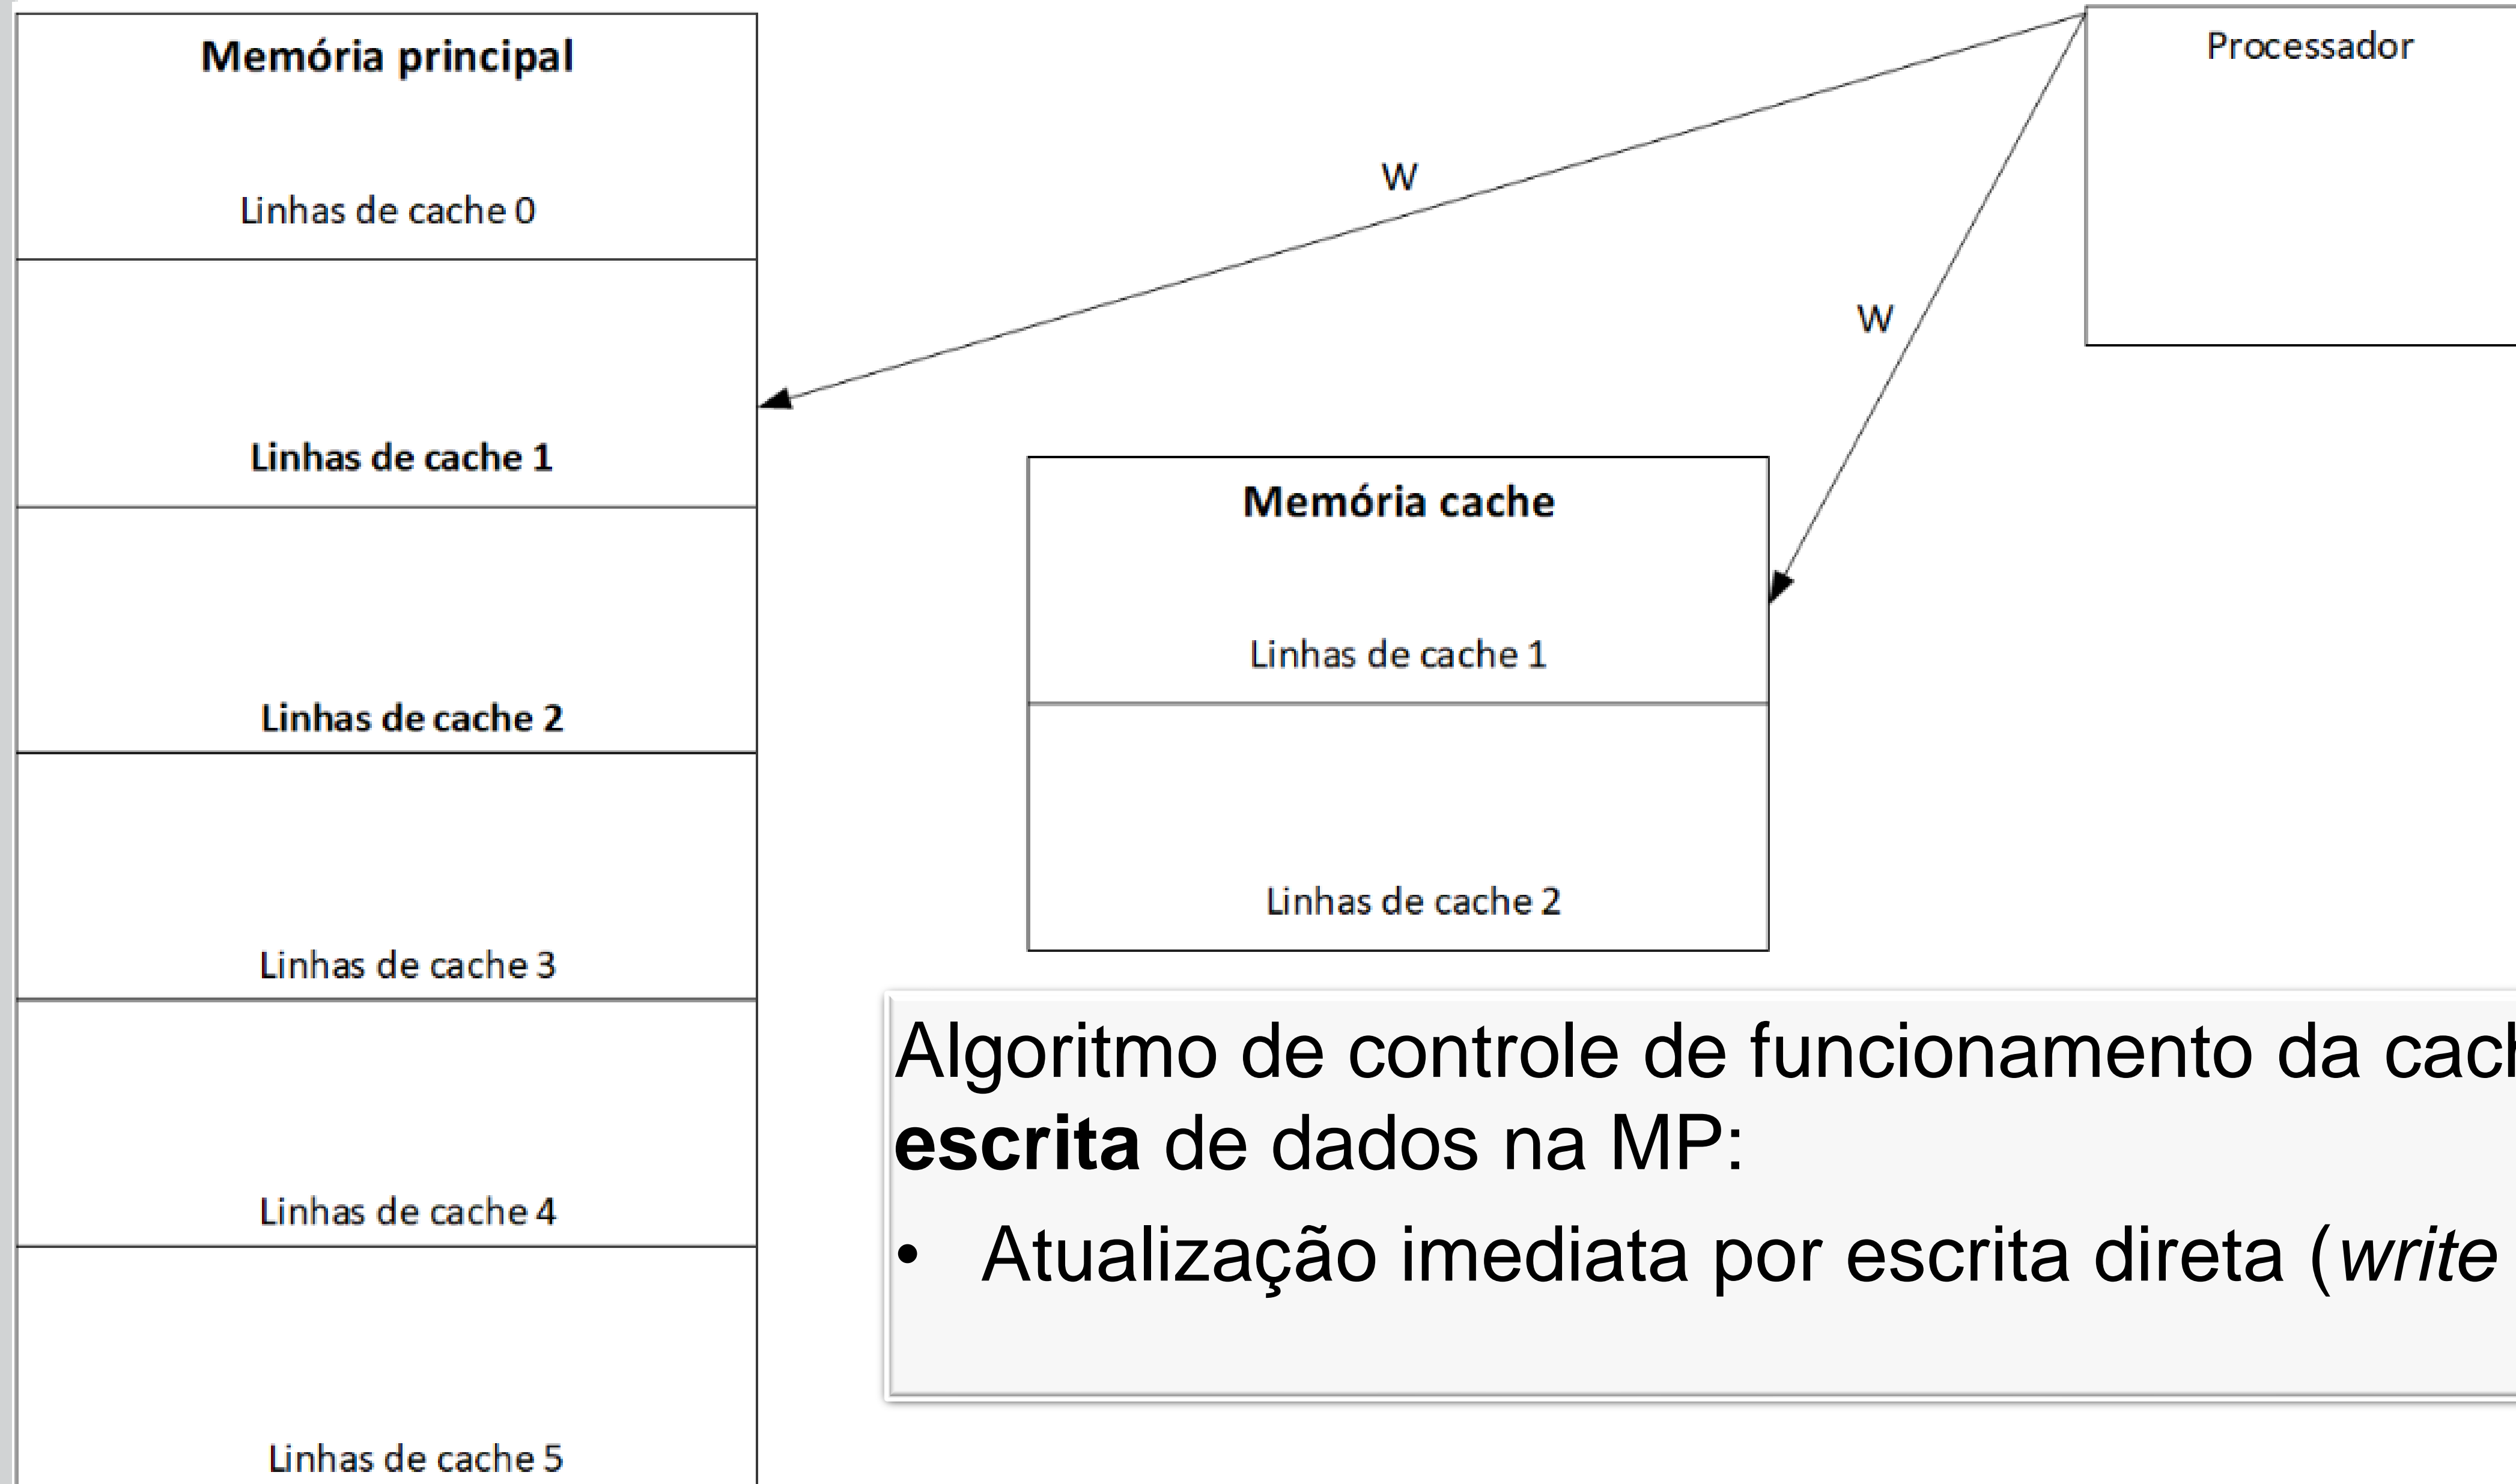 Memória principal
Linhas de cache 0
Linhas de cache 1
Linhas de cache 2
Linhas de cache 3
Linhas de cache 4
Linhas de cache 5
W
W
Processador
Memória cache
Linhas de cache 1
Linhas de cache 2
Algoritmo de controle de funcionamento da
escrita de dados na MP:
• Atualização imediata por escrita direta (write